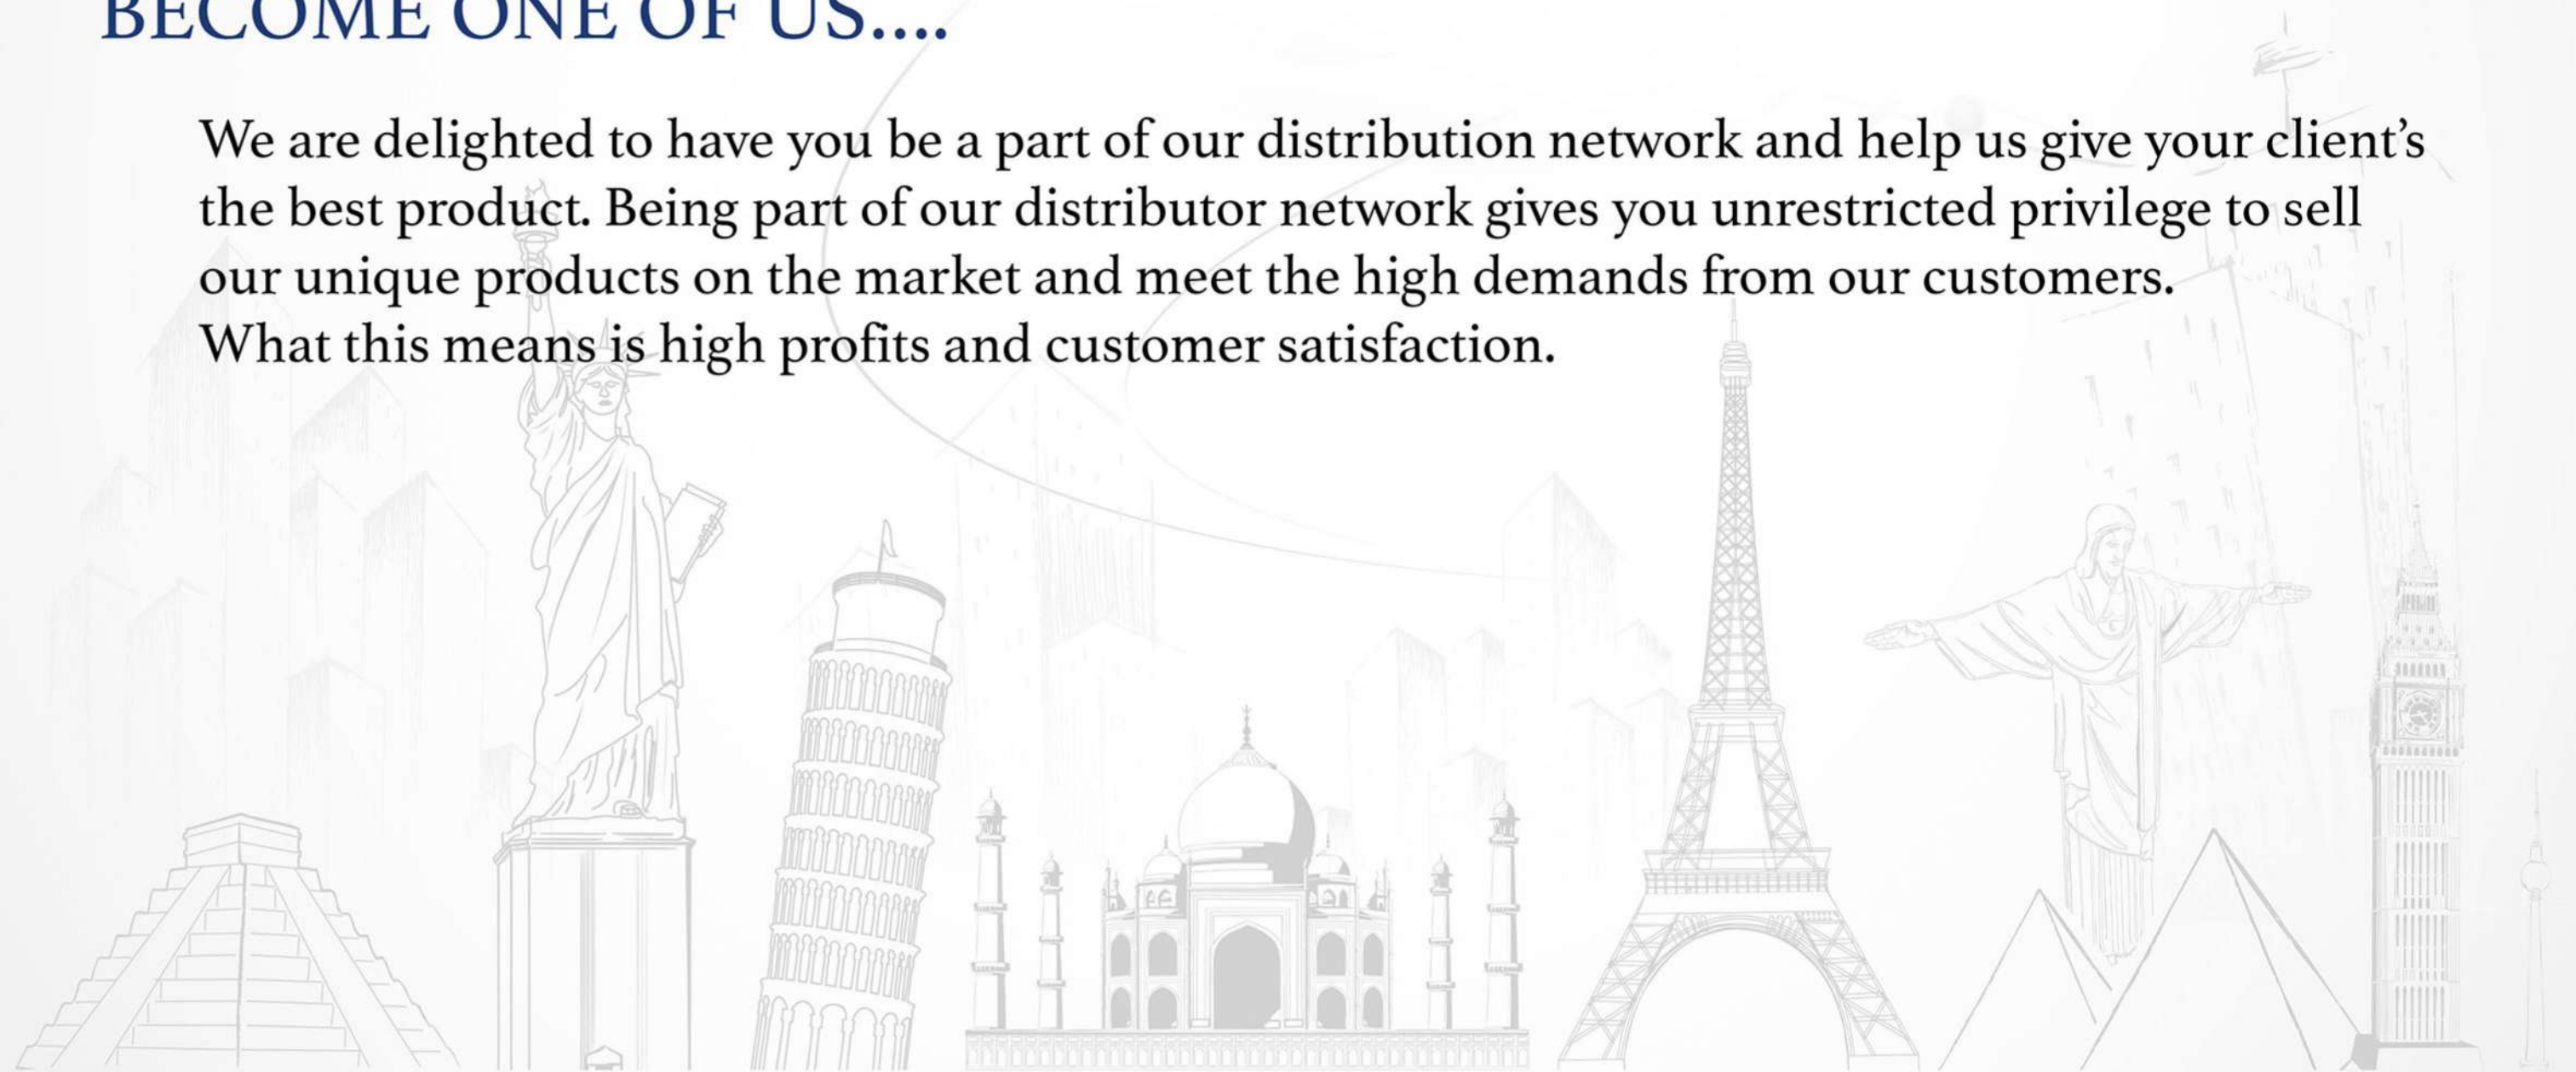 BECOME ONE OF US....
We are delighted to have you be a part of our distribution network and help us give your client's
the best product. Being part of our distributor network gives you unrestricted privilege to sell
our unique products on the market and meet the high demands from our customers.
What this means is high profits and customer satisfaction.